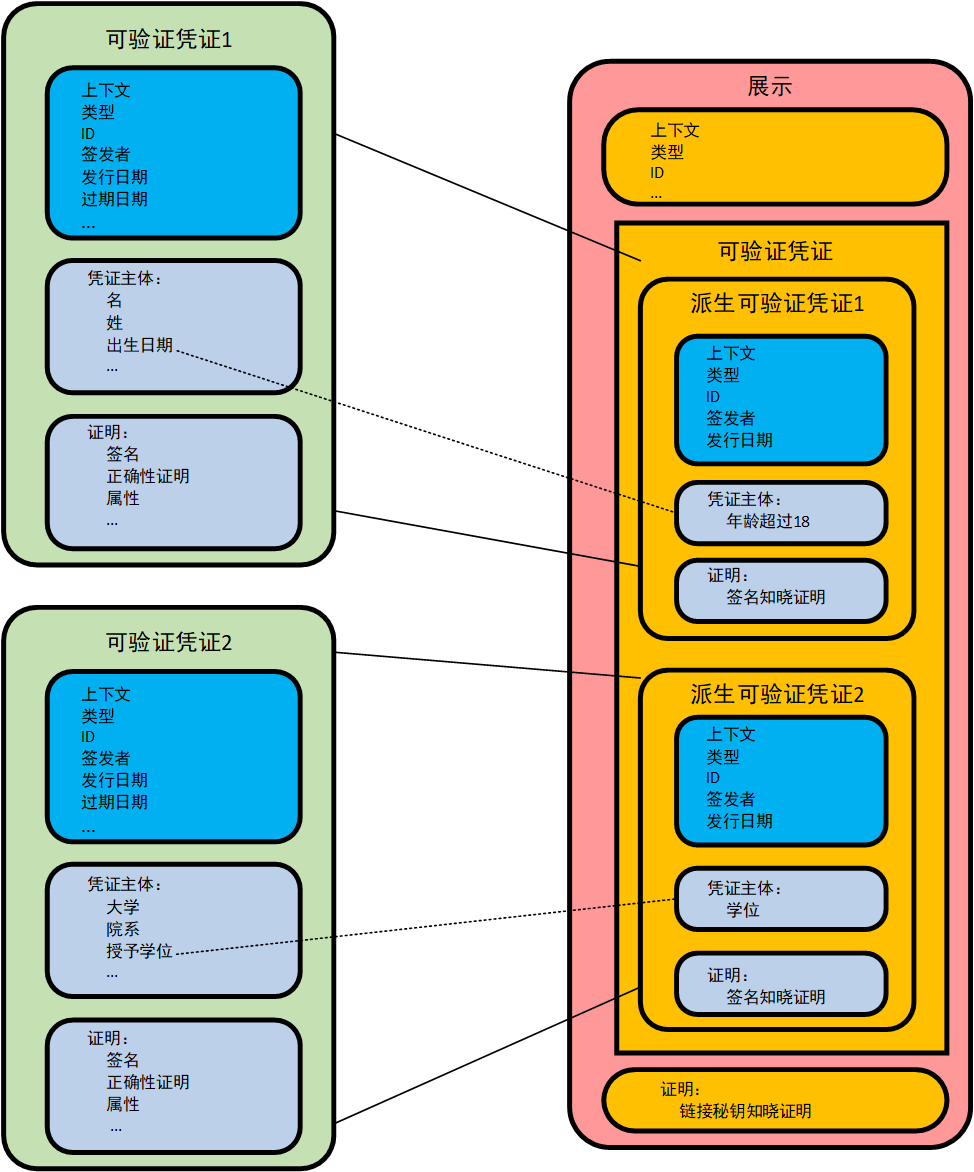 可验证凭证1
上下文
类型
ID
签发者
发行日期
过期日期
...
凭证主体：
名
姓
出生日期
...
证明：
签名
正确性证明
属性
...
可验证凭证2
上下文
类型
ID
签发者
发行日期
过期日期
...
凭证主体：
大学
院系
授予学位
...
证明：
签名
正确性证明
属性
...
展示
上下文
类型
ID
...
可验证凭证
派生可验证凭证1
上下文
类型
ID
签发者
发行日期
凭证主体：
年龄超过18
证明：
签名知晓证明
派生可验证凭证2
上下文
类型
ID
签发者
发行日期
凭证主体：
学位
证明：
签名知晓证明
证明：
链接秘钥知晓证明